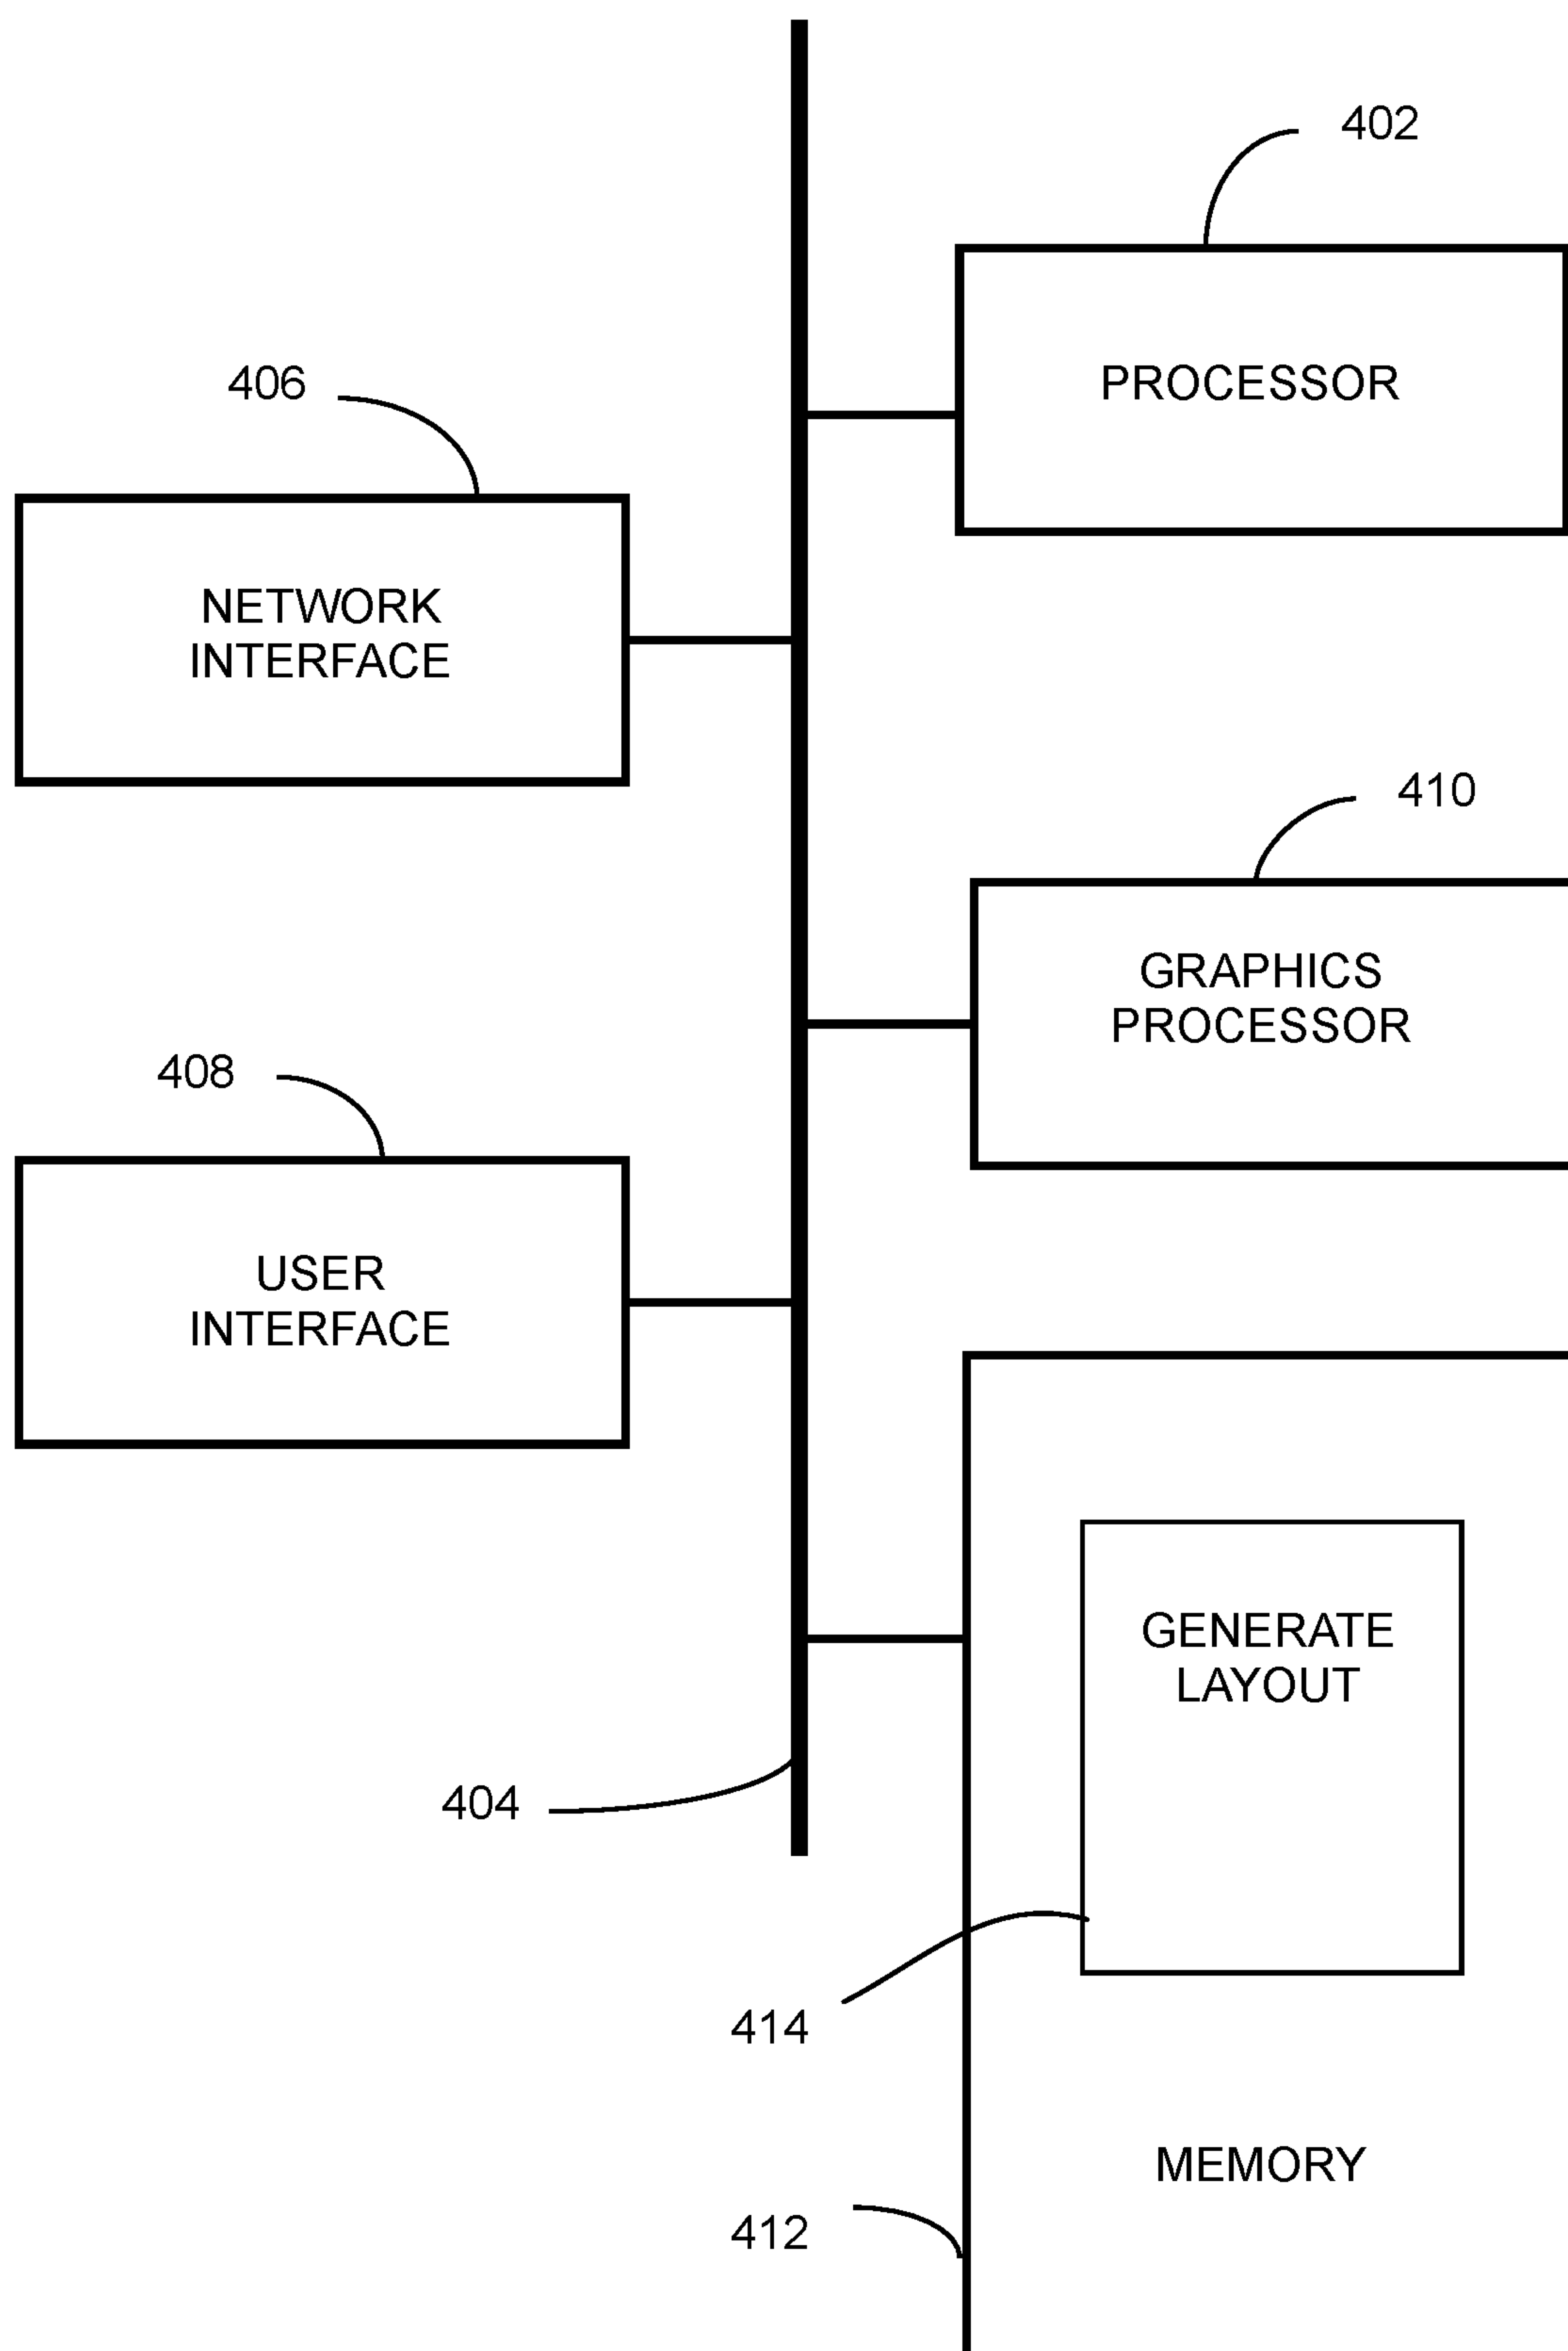 402
PROCESSOR
406
NETWORK
INTERFACE
410
GRAPHICS
PROCESSOR
408
USER
INTERFACE
GENERATE
LAYOUT
404
414
MEMORY
412